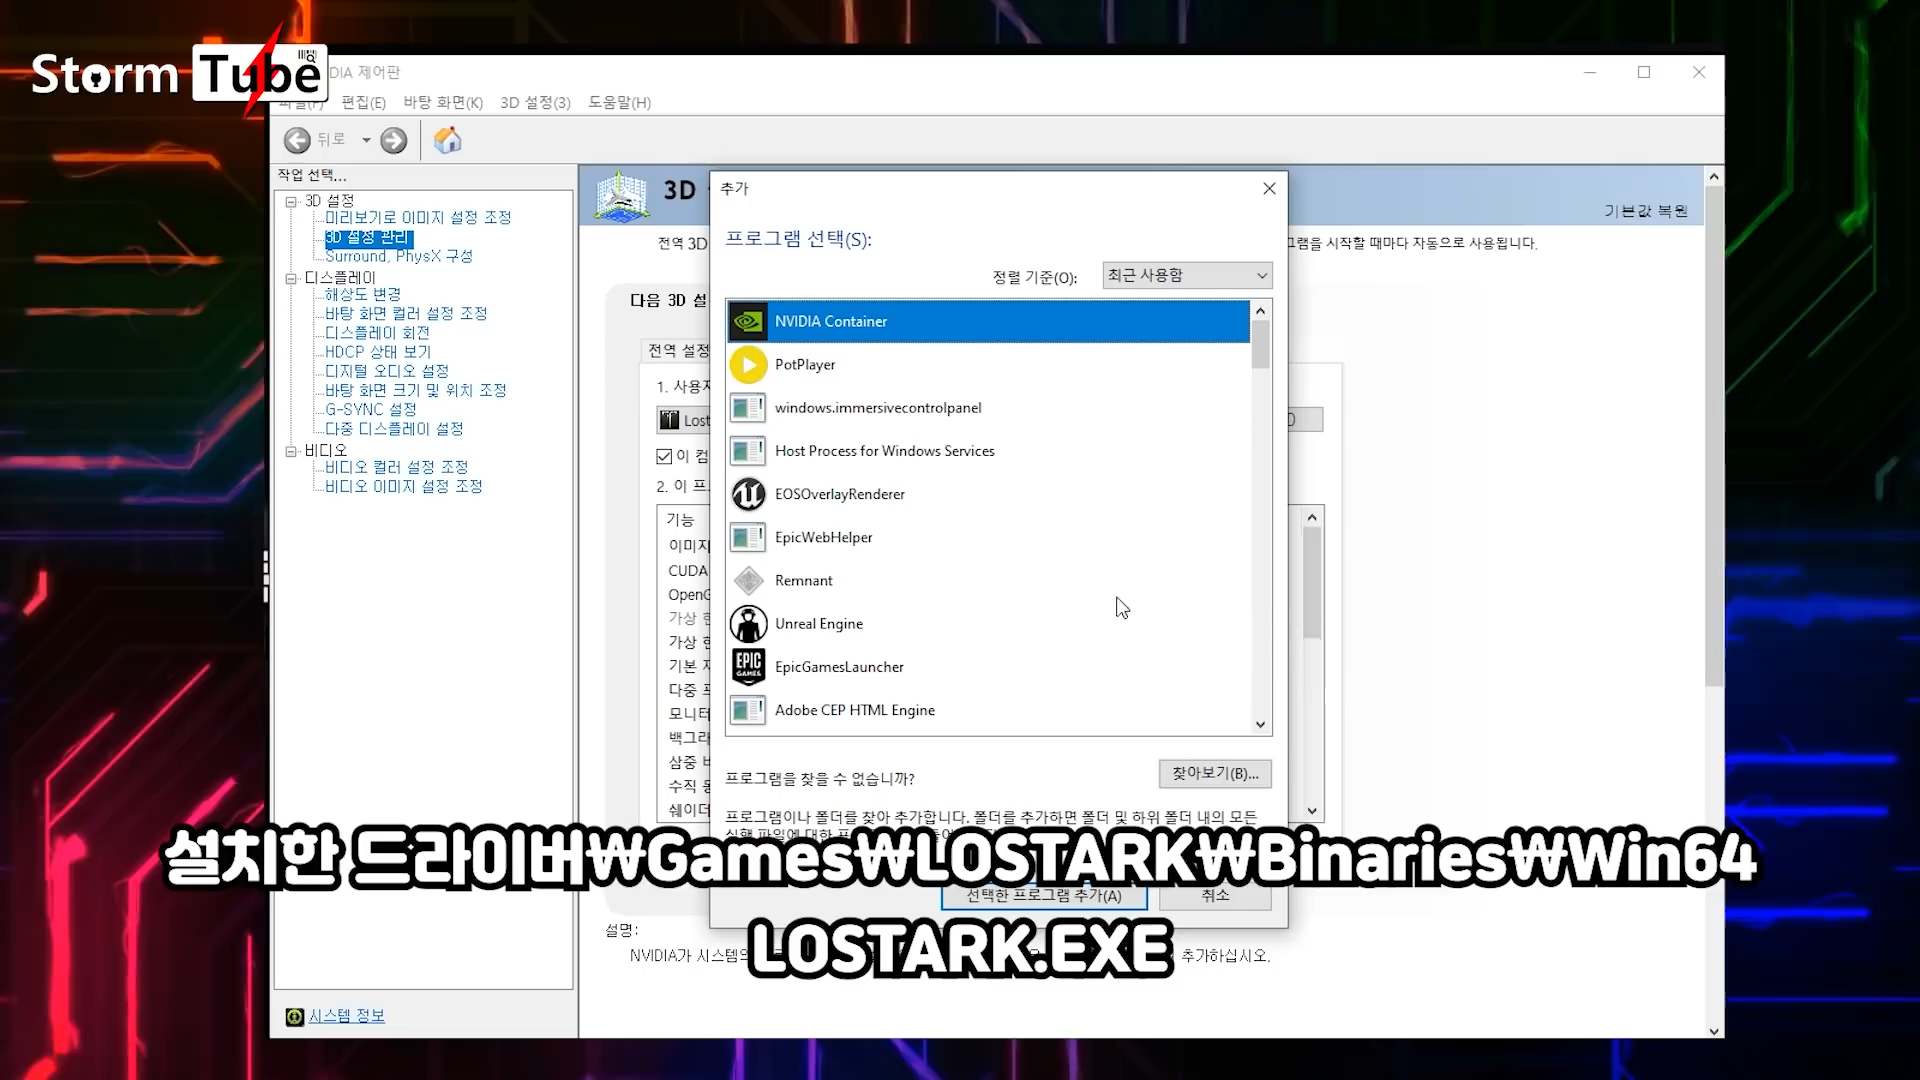 Storm Tube
DIA 제어판
편집(E) 바탕 화면(K) 3D 설정(3) 도움말(H)
뒤로
작업 선택...
3D 설정
미리보기로 이미지 설정 조정
3D 설정 관리
Surround, PhysX 구성
디스플레이
해상도 변경
바탕 화면 컬러 설정 조정
디스플레이 회전
HDCP 상태 보기
디지털 오디오 설정
바탕 화면 크기 및 위치 조정
G-SYNC 설정
다중 디스플레이 설정
비디오
비디오 컬러 설정 조정
비디오 이미지 설정 조정
시스템 정보
3D
기본값 복원
전역 3D
그램을 시작할 때마다 자동으로 사용됩니다.
다음 3D 설
전역 설정
1. 사용자
Lost
이 컴
2. 이 프
기능
이미지
CUDA
OpenG
가상 현
가상 현
기본 자
다중 프
모니터
백그라
삼중 버
수직 동
쉐이더
추가
프로그램 선택(S):
정렬 기준(O): 최근 사용함
NVIDIA Container
PotPlayer
windows.immersivecontrolpanel
Host Process for Windows Services
EOSOverlayRenderer
EpicWebHelper
Remnant
Unreal Engine
EpicGamesLauncher
Adobe CEP HTML Engine
프로그램을 찾을 수 없습니까?
찾아보기(B)...
프로그램이나 폴더를 찾아 추가합니다. 폴더를 추가하면 폴더 및 하위 폴더 내의 모든
설치한 드라이버₩Games₩LOSTARK₩Binaries₩Win64
선택한 프로그램 추가(A) 취소
설명:
LOSTARK.EXE
NVIDIA가 시스템의
추가하십시오.